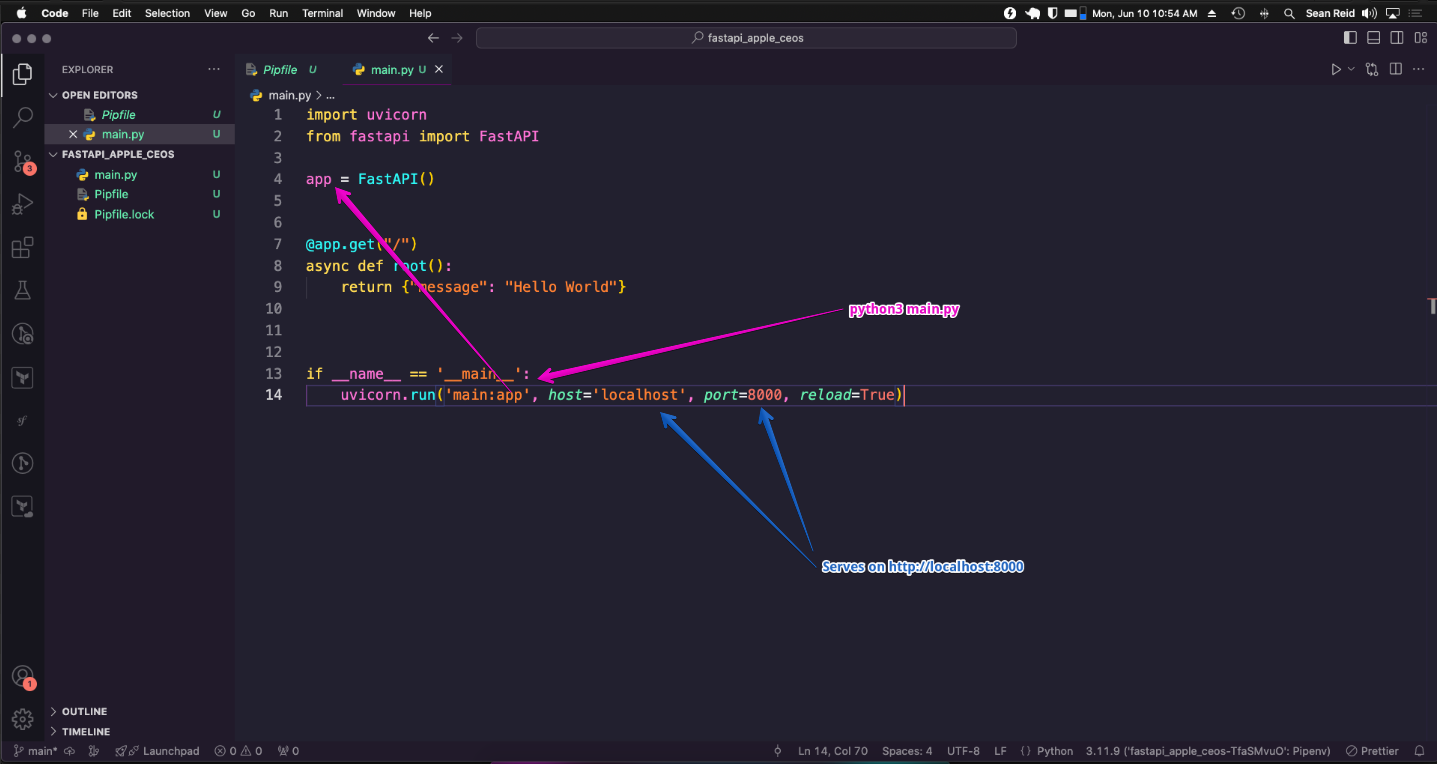 Code File Edit Selection View Go Run Terminal Window Help
Mon, Jun 10 10:54 AM Sean Reid
fastapi_apple_ceos
EXPLORER
Pipfile U
main.py U
OPEN EDITORS
Pipfile U
main.py U
FASTAPI_APPLE_CEOS
main.py U
Pipfile U
Pipfile.lock U
3
1
OUTLINE
TIMELINE
main.py > ...
1 import uvicorn
2 from fastapi import FastAPI
3
4 app = FastAPI()
5
6
7 @app.get("/")
8 async def root():
9 return {"message": "Hello World"}
10
11
12
13 if __name__ == '__main__':
14 uvicorn.run('main:app', host='localhost', port=8000, reload=True)
python3 main.py
Serves on http://localhost:8000
main* Launchpad 0 0 0 Ln 14, Col 70 Spaces: 4 UTF-8 LF {} Python 3.11.9 ('fastapi_apple_ceos-TfaSMvuO': Pipenv) Prettier